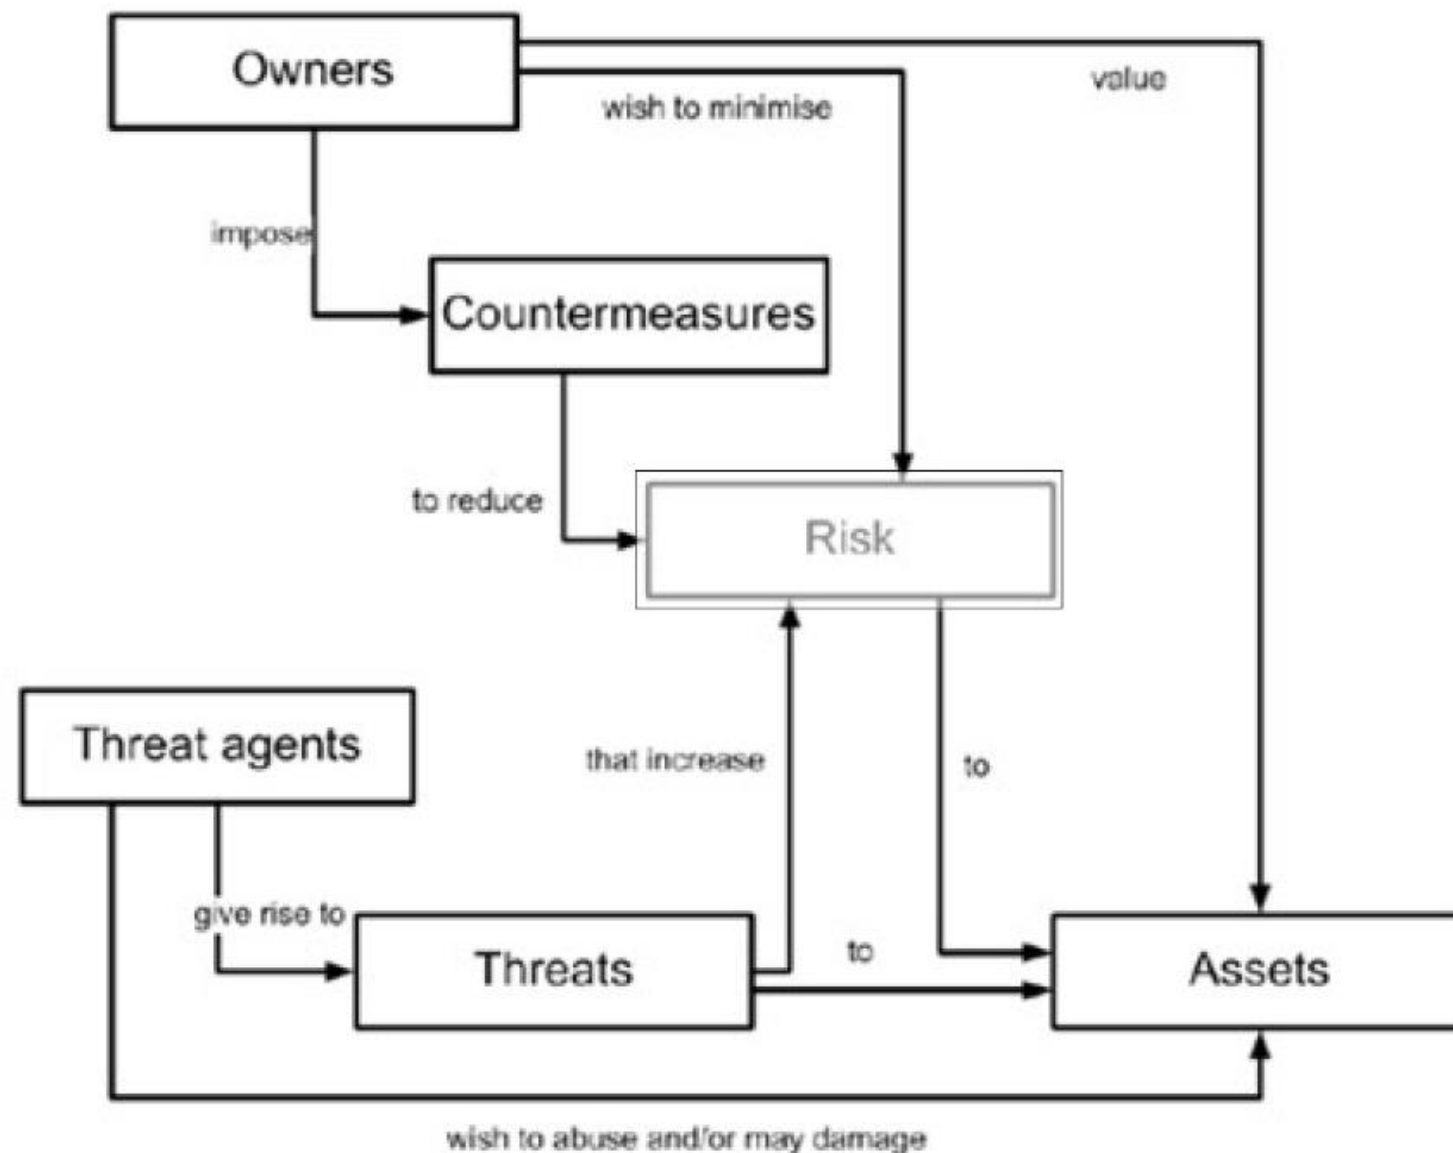 Owners
value
wish to minimise
impose
Countermeasures
to reduce
Risk
Threat agents
that increase
to
give rise to
to
Threats
Assets
wish to abuse and/or may damage